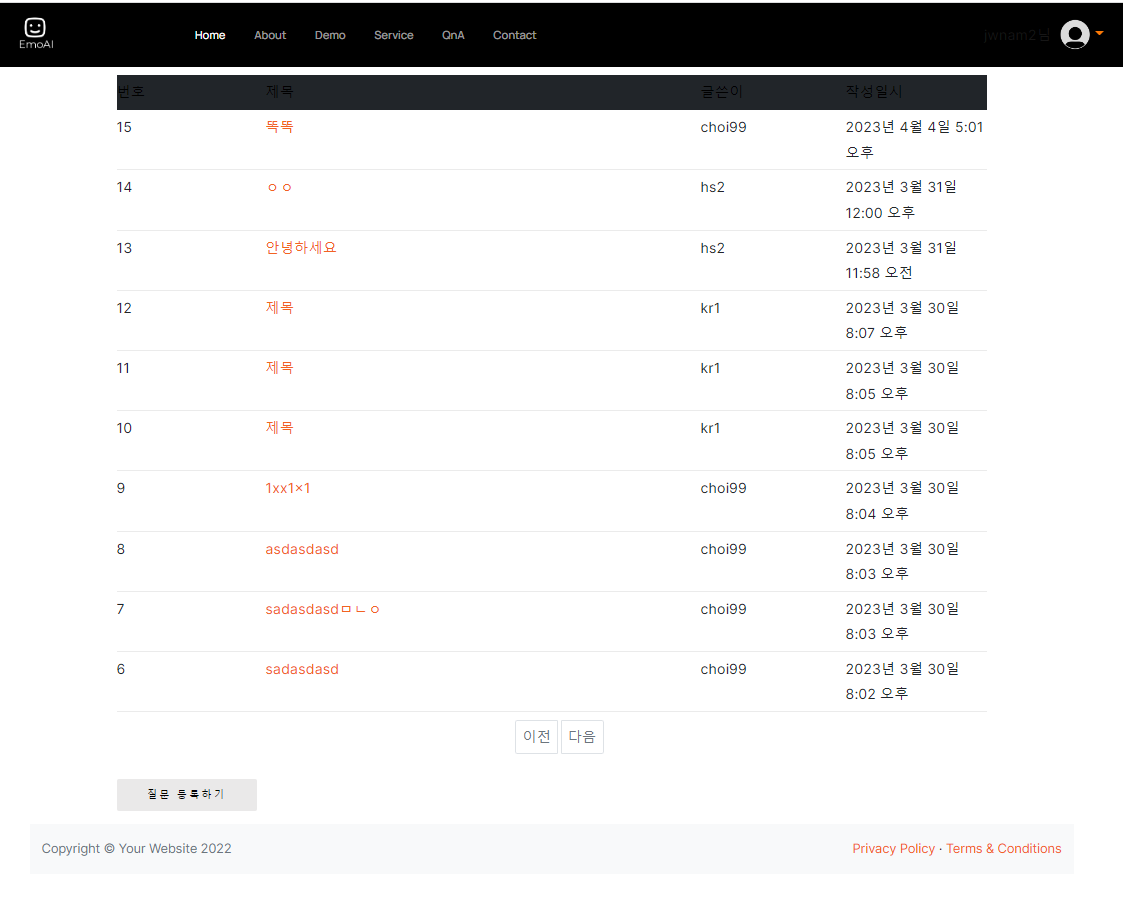 EmoAI
Home About Demo Service QnA Contact jwnam2님
번호 제목 글쓴이 작성일시
15 똑똑 choi99 2023년 4월 4일 5:01
오후
14 ㅇㅇ hs2 2023년 3월 31일
12:00 오후
13 안녕하세요 hs2 2023년 3월 31일
11:58 오전
12 제목 kr1 2023년 3월 30일
8:07 오후
11 제목 kr1 2023년 3월 30일
8:05 오후
10 제목 kr1 2023년 3월 30일
8:05 오후
9 1xx1×1 choi99 2023년 3월 30일
8:04 오후
8 asdasdasd choi99 2023년 3월 30일
8:03 오후
7 sadasdasdㅁㄴㅇ choi99 2023년 3월 30일
8:03 오후
6 sadasdasd choi99 2023년 3월 30일
8:02 오후
이전 다음
질문 등록하기
Copyright © Your Website 2022 Privacy Policy · Terms & Conditions